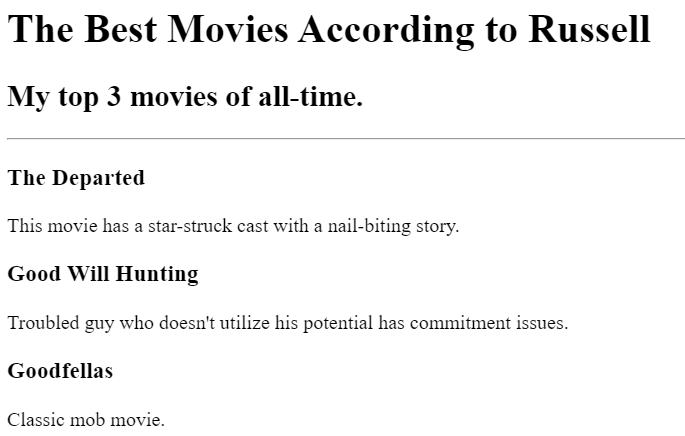 The Best Movies According to Russell
My top 3 movies of all-time.
The Departed
This movie has a star-struck cast with a nail-biting story.
Good Will Hunting
Troubled guy who doesn't utilize his potential has commitment issues.
Goodfellas
Classic mob movie.